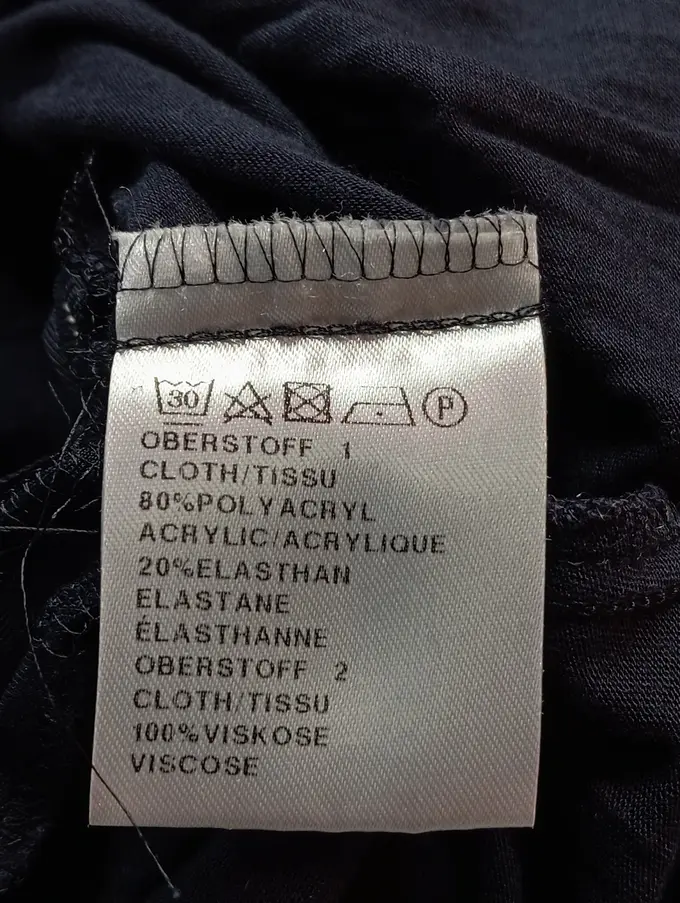 30 P
OBERSTOFF 1
CLOTH/TISSU
80%POLYACRYL
ACRYLIC/ACRYLIQUE
20%ELASTHAN
ELASTANE
ÉLASTHANNE
OBERSTOFF 2
CLOTH/TISSU
100%VISKOSE
VISCOSE